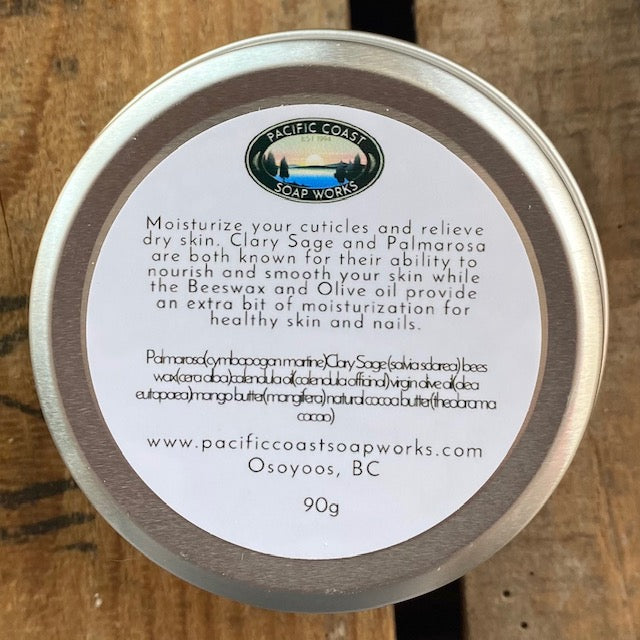 PACIFIC COAST
EST 1994
SOAP WORKS
Moisturize your cuticles and relieve
dry skin. Clary Sage and Palmarosa
are both known for their ability to
nourish and smooth your skin while
the Beeswax and Olive oil provide
an extra bit of moisturization for
healthy skin and nails.
Palmarosa(cymbopogan martine)Clary Sage (salvia sclarea) bees
wax(cera alba)calendula oil(calendula officinal) virgin olive oil(olea
eutopaea) mango butter( mangifera) natural cocoa butter(theobroma
cacao)
www.pacificcoastsoapworks.com
Osoyoos, BC
90g